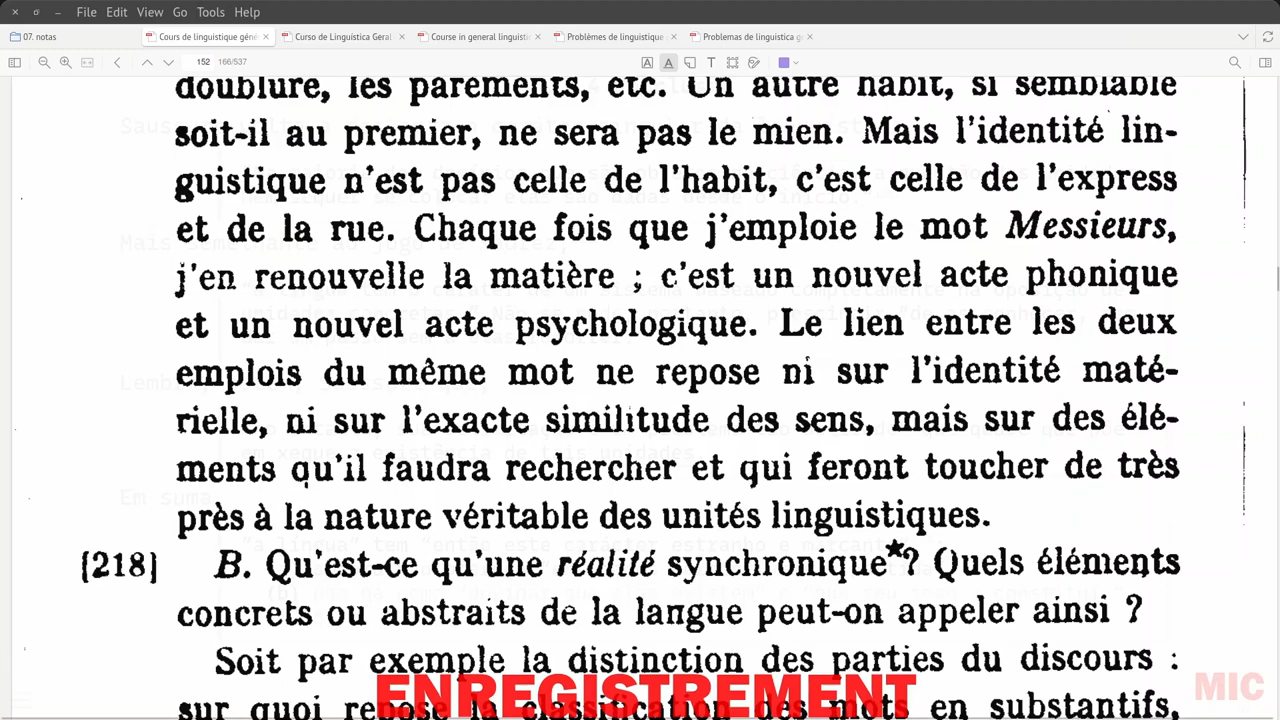 File Edit View Go Tools Help
07. notas
Cours de linguistique géné
Curso de Linguística Geral
Course in general linguisti
Problèmes de linguistique
Problemas de linguistica g
152 166/537
doublure, les parements, etc. Un autre habit, si semblable
soit-il au premier, ne sera pas le mien. Mais l'identité lin-
guistique n'est pas celle de l'habit, c'est celle de l'express
et de la rue. Chaque fois que j'emploie le mot Messieurs,
j'en renouvelle la matière ; c'est un nouvel acte phonique
et un nouvel acte psychologique. Le lien entre les deux
emplois du même mot ne repose ni sur l'identité maté-
rielle, ni sur l'exacte similitude des sens, mais sur des élé-
ments qu'il faudra rechercher et qui feront toucher de très
près à la nature véritable des unités linguistiques.
[218] B. Qu'est-ce qu'une réalité synchronique★? Quels éléments
concrets ou abstraits de la langue peut-on appeler ainsi ?
Soit par exemple la distinction des parties du discours :
sur quoi repose la classification des mots en substantifs,
ENREGISTREMENT
MIC